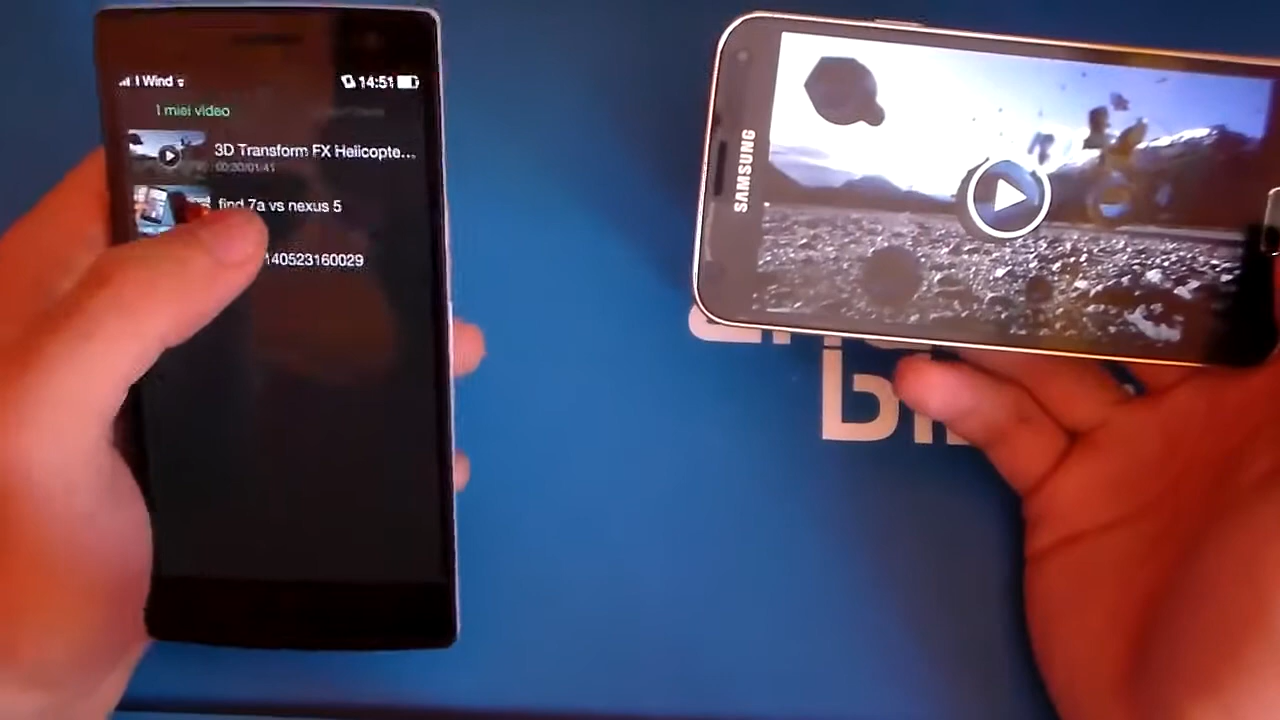 I Wind
14:51
I miei video
3D Transform FX Helicopte...
00:20/01:41
find 7a vs nexus 5
140523160029
SAMSUNG